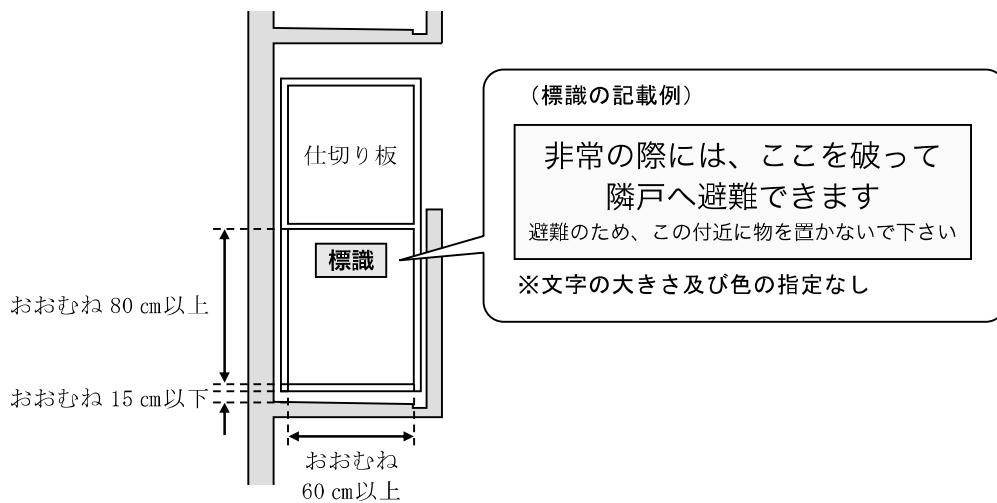 仕切り板
標識
おおむね 80 cm以上
おおむね 15 cm以下
おおむね
60 cm以上
（標識の記載例）
非常の際には、ここを破って
隣戸へ避難できます
避難のため、この付近に物を置かないで下さい
※文字の大きさ及び色の指定なし